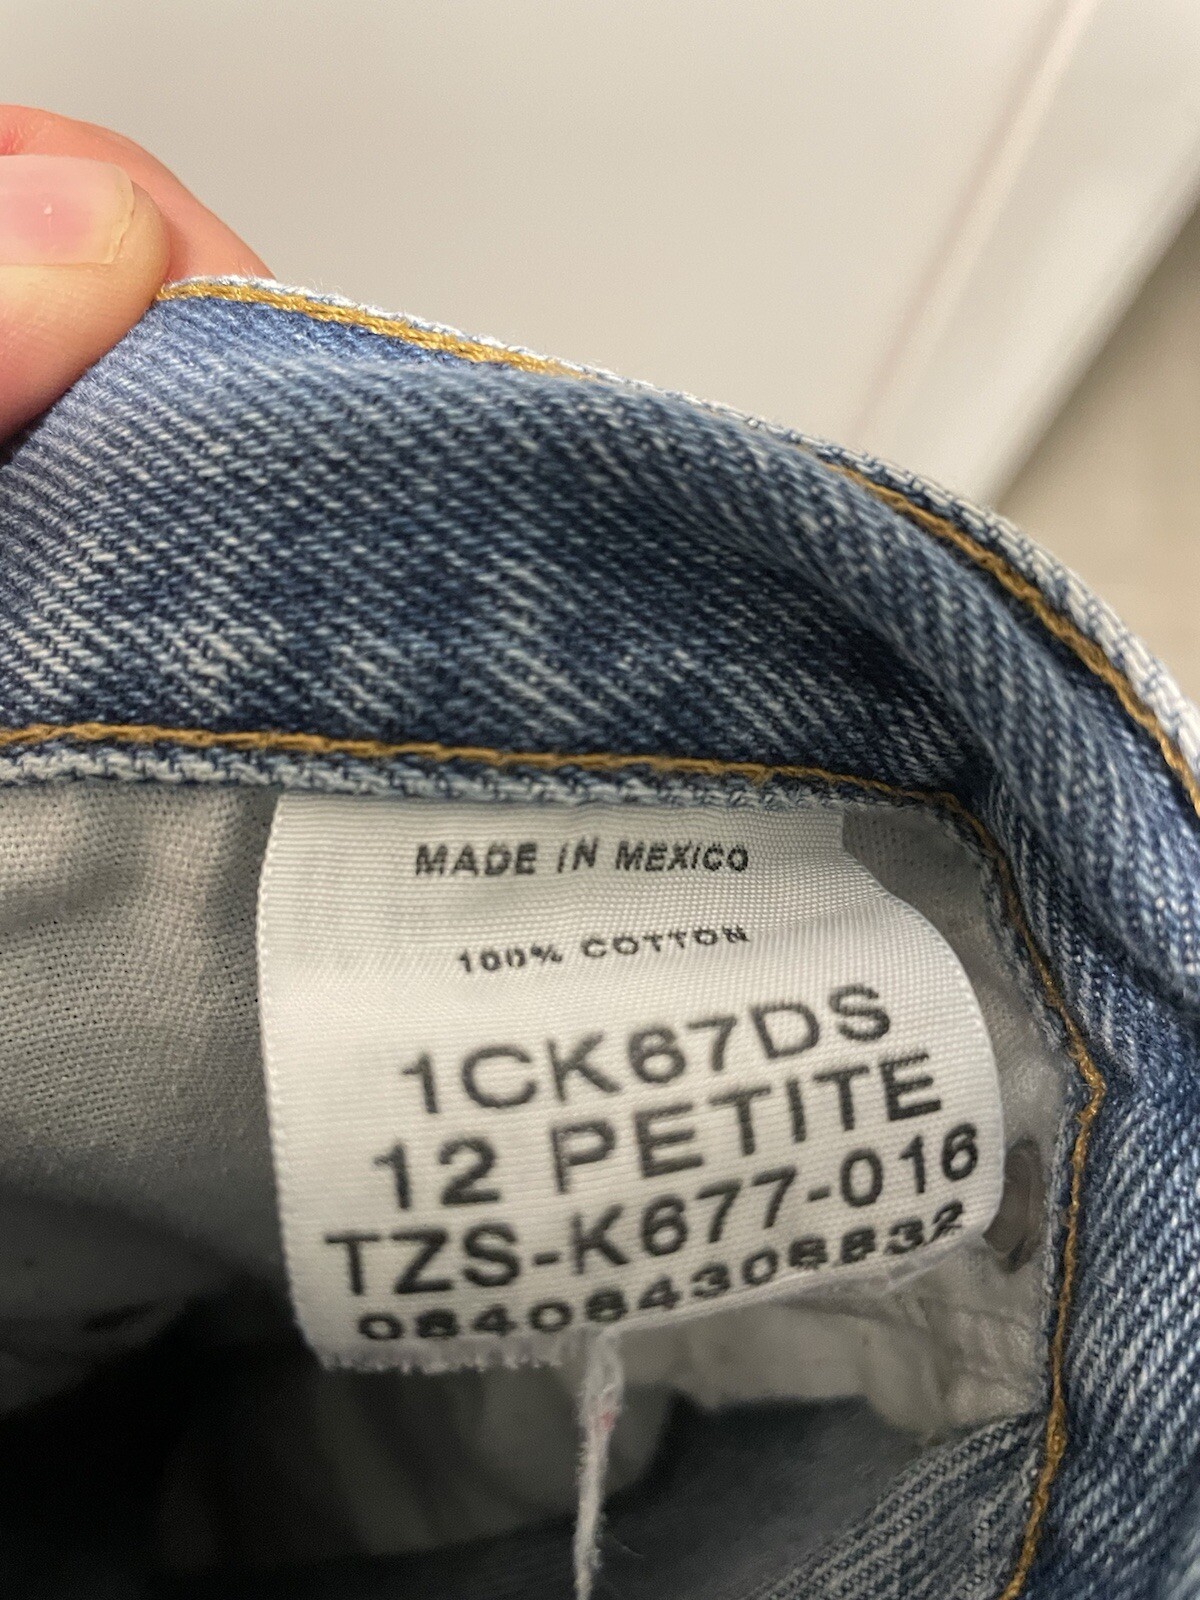 MADE IN MEXICO
100% COTTON
1CK67DS
12 PETITE
TZS-K677-016